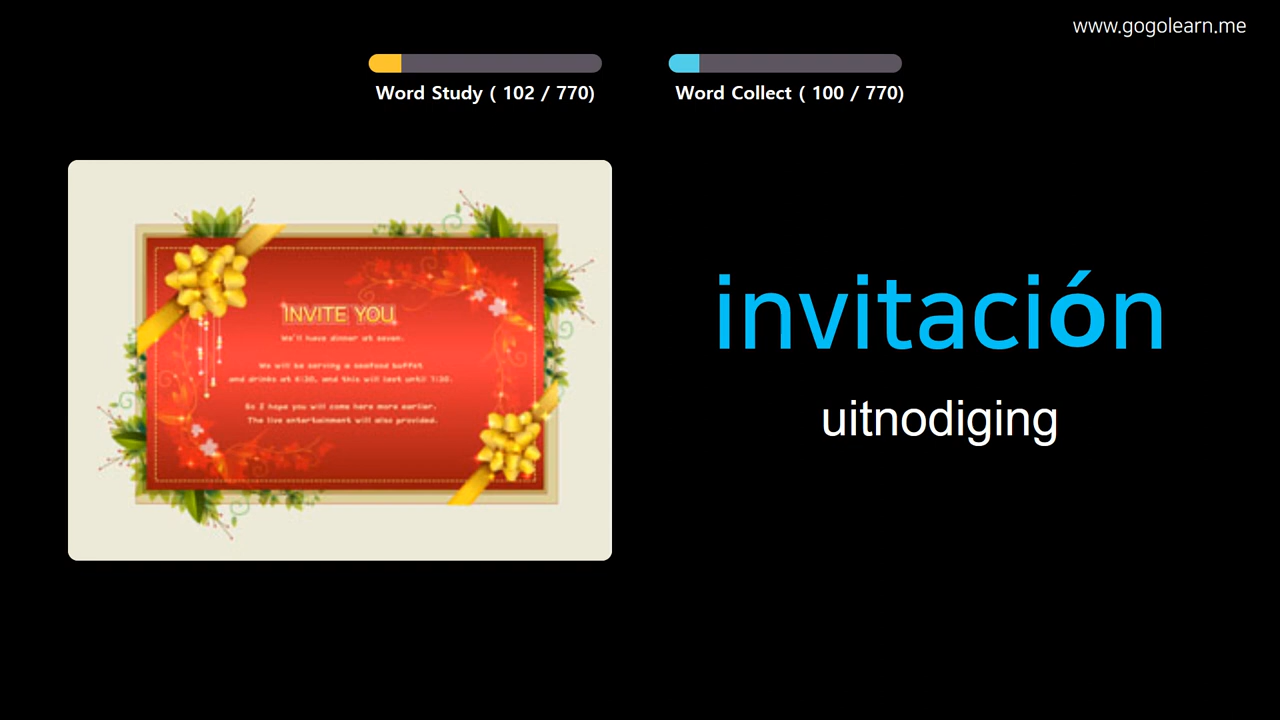 www.gogolearn.me
Word Study ( 102 / 770)
Word Collect ( 100 / 770)
INVITE YOU
We'll have dinner at seven.
We will be serving a seafood buffet
and drinks at 6:30, and this will last until 1:30.
So I hope you will come here more earlier.
The live entertainment will also provided.
invitación
uitnodiging